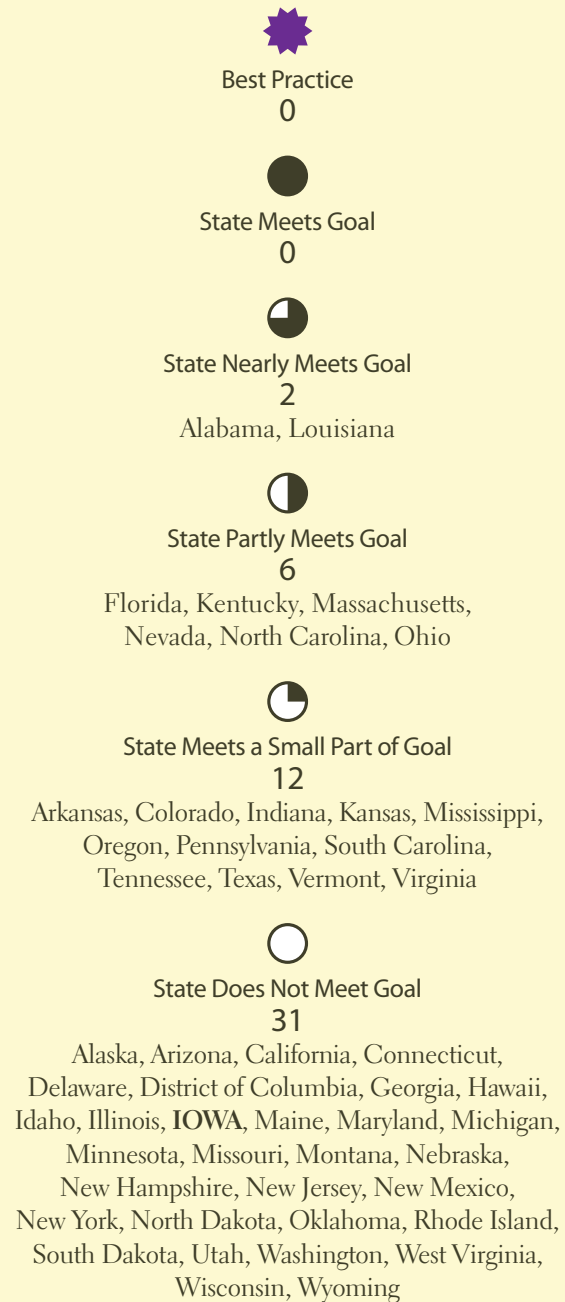 Best Practice
0
State Meets Goal
0
State Nearly Meets Goal
2
Alabama, Louisiana
State Partly Meets Goal
6
Florida, Kentucky, Massachusetts,
Nevada, North Carolina, Ohio
State Meets a Small Part of Goal
12
Arkansas, Colorado, Indiana, Kansas, Mississippi,
Oregon, Pennsylvania, South Carolina,
Tennessee, Texas, Vermont, Virginia
State Does Not Meet Goal
31
Alaska, Arizona, California, Connecticut,
Delaware, District of Columbia, Georgia, Hawaii,
Idaho, Illinois, IOWA, Maine, Maryland, Michigan,
Minnesota, Missouri, Montana, Nebraska,
New Hampshire, New Jersey, New Mexico,
New York, North Dakota, Oklahoma, Rhode Island,
South Dakota, Utah, Washington, West Virginia,
Wisconsin, Wyoming